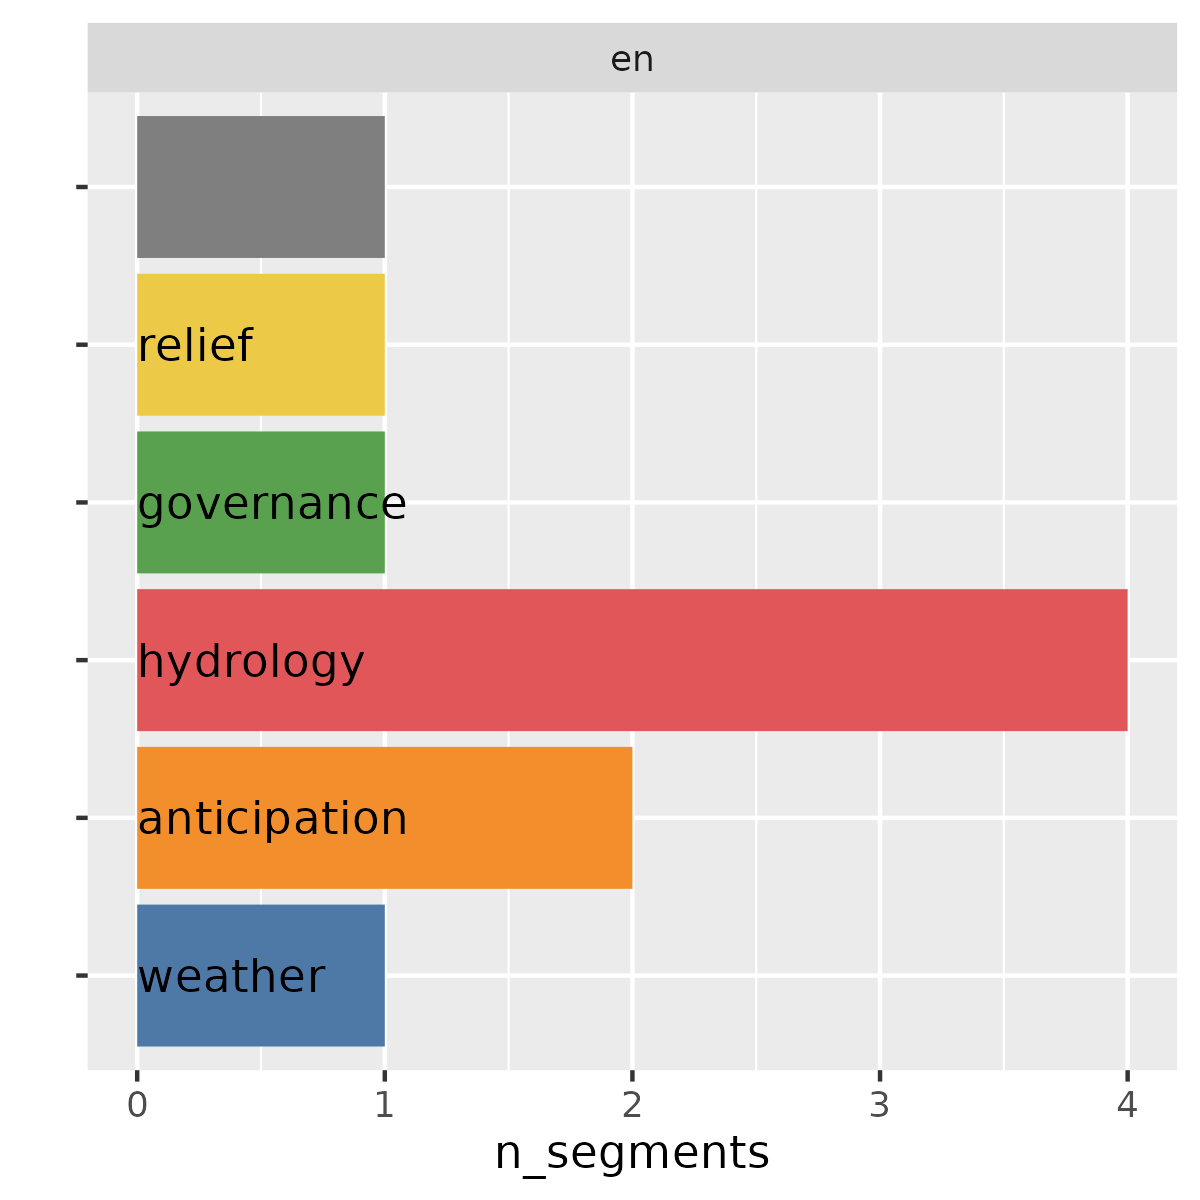 en
relief
governance
hydrology
anticipation
weather
0 1 2 3 4
n_segments